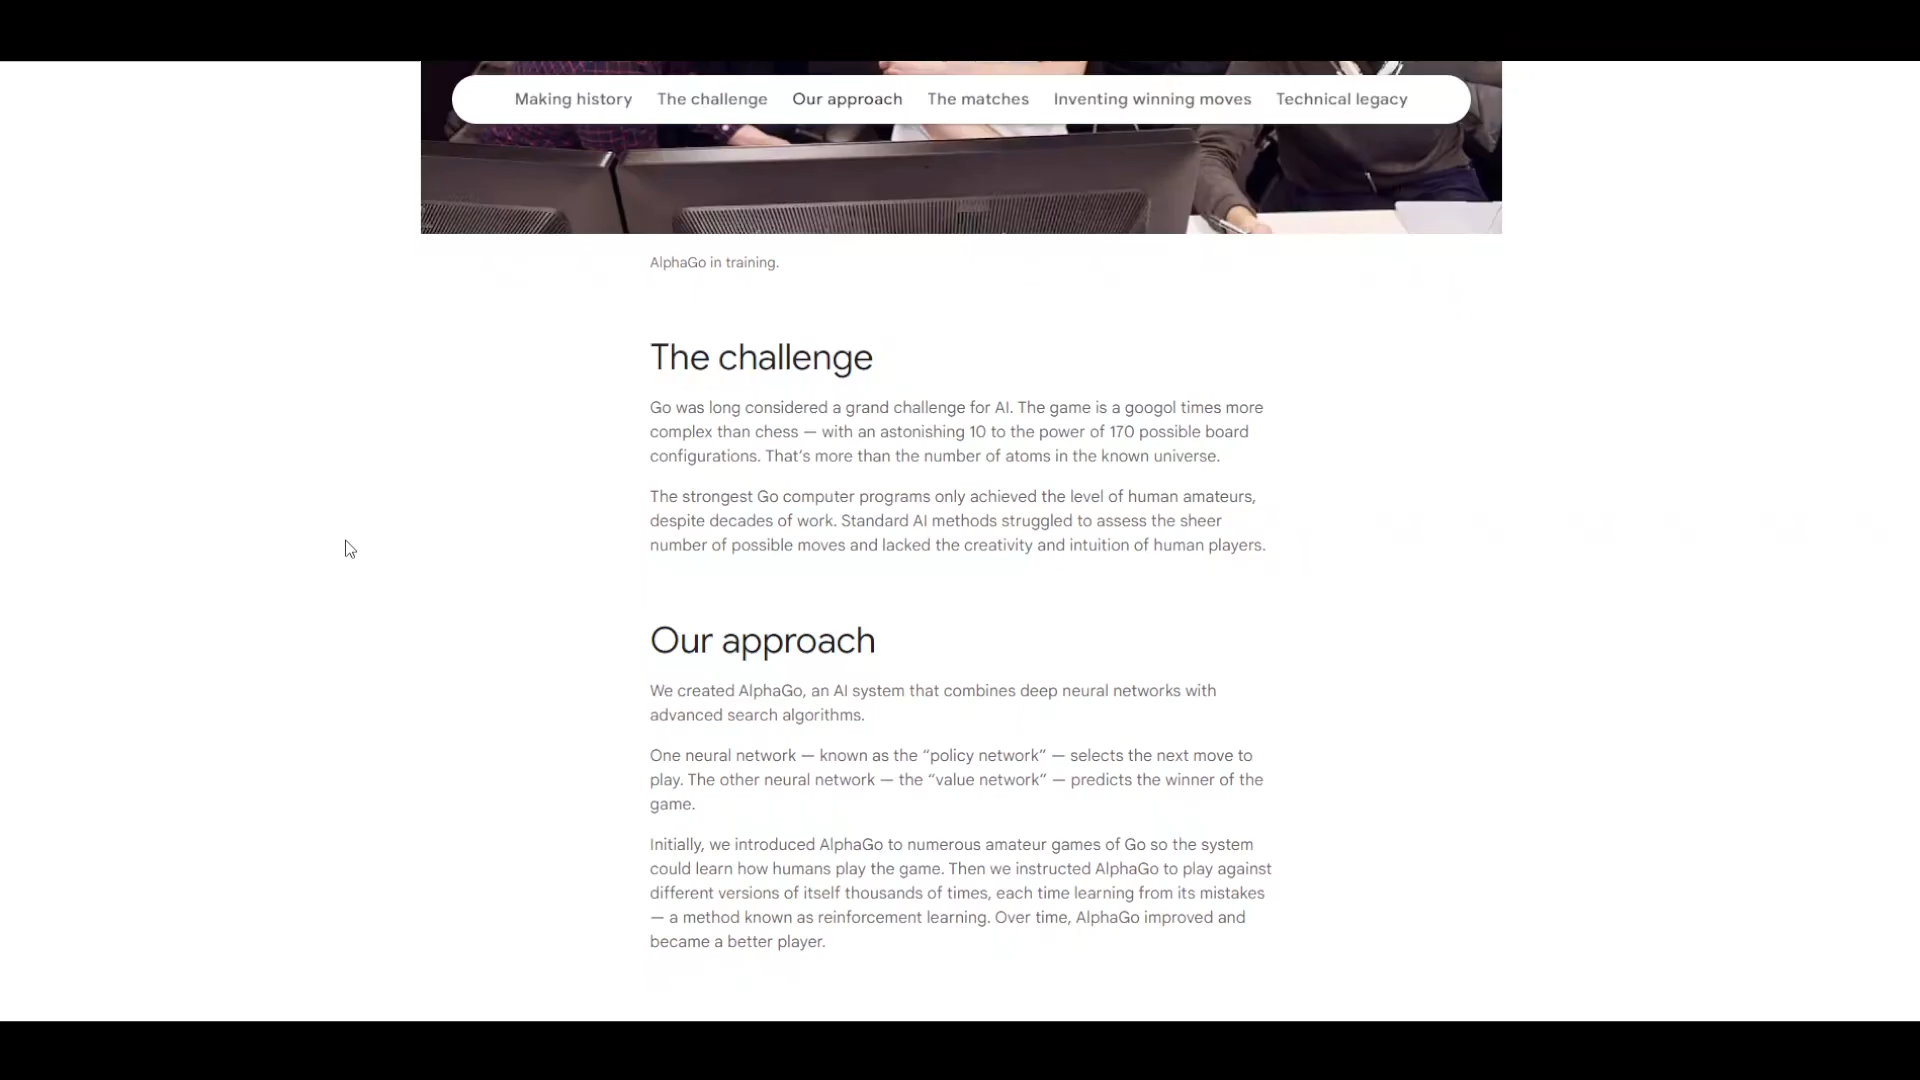 Making history The challenge Our approach The matches Inventing winning moves Technical legacy
AlphaGo in training.
The challenge
Go was long considered a grand challenge for AI. The game is a googol times more
complex than chess — with an astonishing 10 to the power of 170 possible board
configurations. That’s more than the number of atoms in the known universe.
The strongest Go computer programs only achieved the level of human amateurs,
despite decades of work. Standard AI methods struggled to assess the sheer
number of possible moves and lacked the creativity and intuition of human players.
Our approach
We created AlphaGo, an AI system that combines deep neural networks with
advanced search algorithms.
One neural network — known as the “policy network” — selects the next move to
play. The other neural network — the “value network” — predicts the winner of the
game.
Initially, we introduced AlphaGo to numerous amateur games of Go so the system
could learn how humans play the game. Then we instructed AlphaGo to play against
different versions of itself thousands of times, each time learning from its mistakes
— a method known as reinforcement learning. Over time, AlphaGo improved and
became a better player.